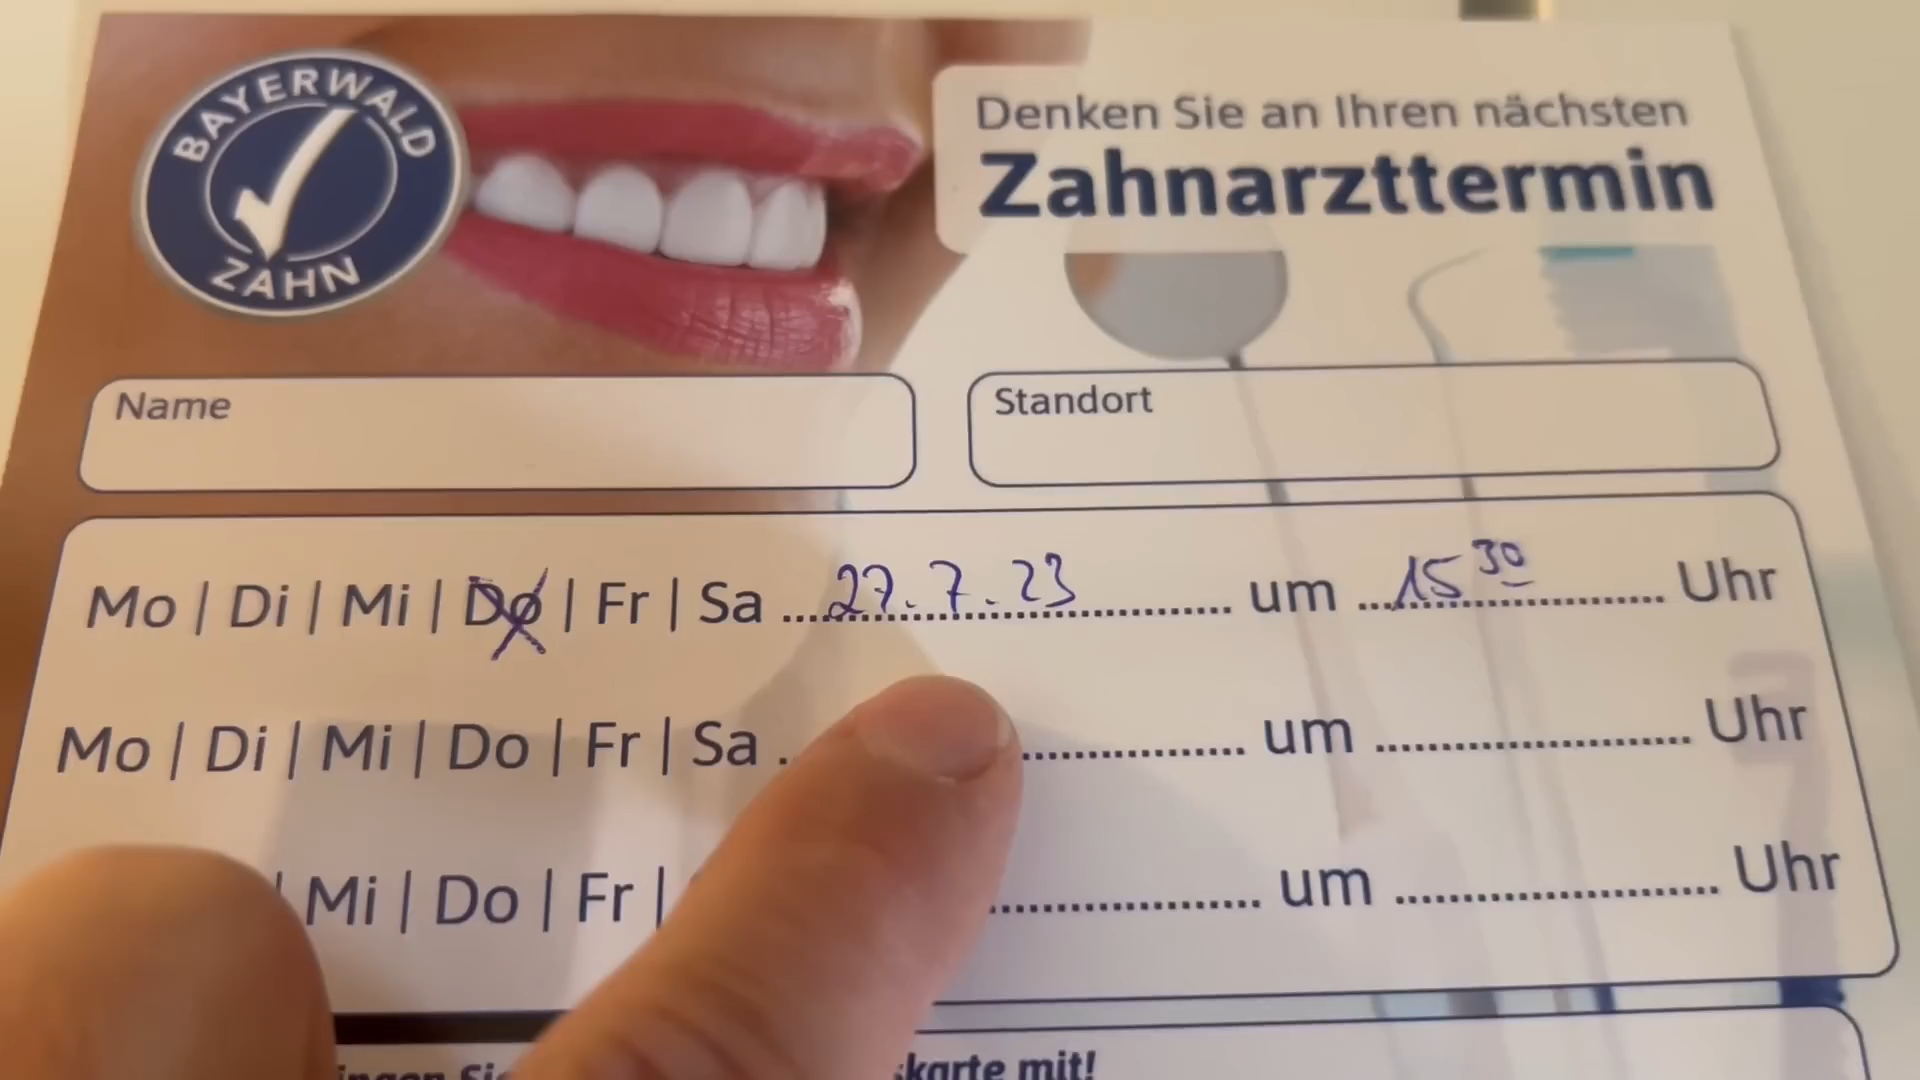 BAYERWALD
ZAHN
Denken Sie an Ihren nächsten
Zahnarzttermin
Name
Standort
Mo | Di | Mi | Do | Fr | Sa 27.7.23 um 15 30 Uhr
Mo | Di | Mi | Do | Fr | Sa um Uhr
Mi | Do | Fr | um Uhr
mit!